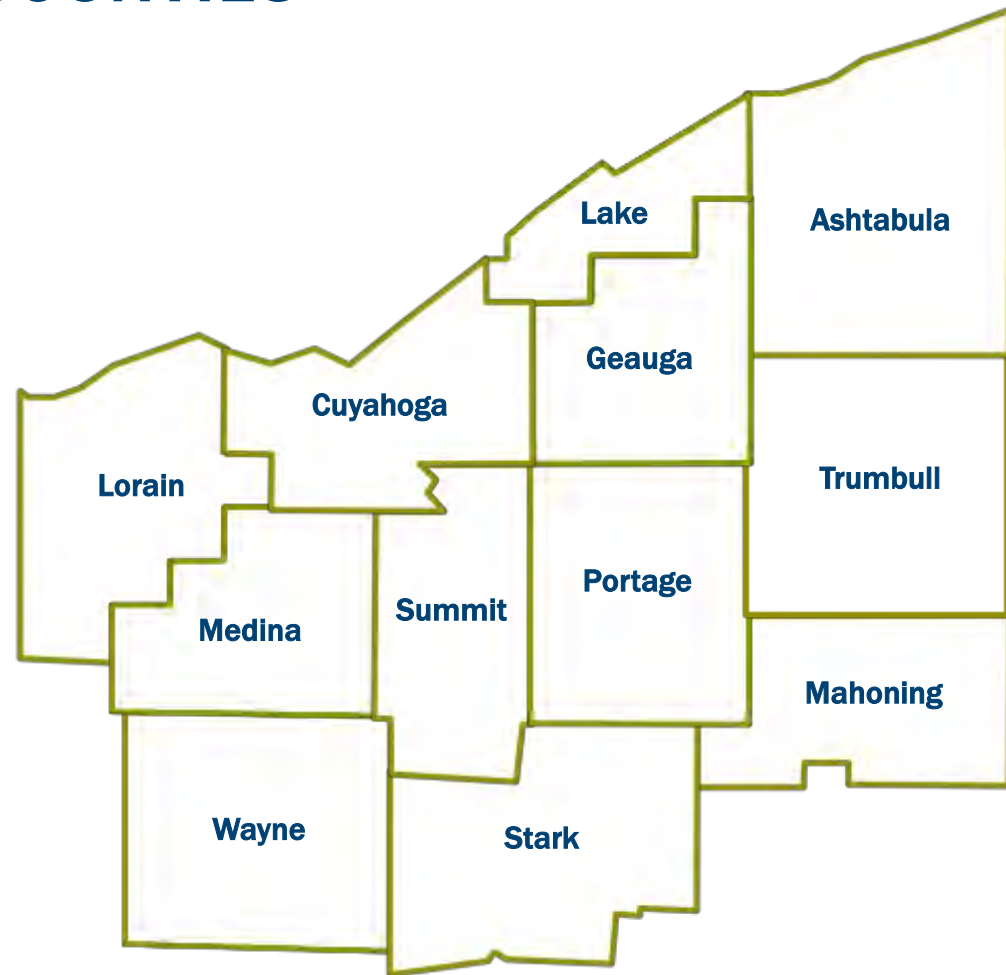 Lake
Ashtabula
Geauga
Cuyahoga
Trumbull
Lorain
Portage
Summit
Medina
Mahoning
Wayne
Stark